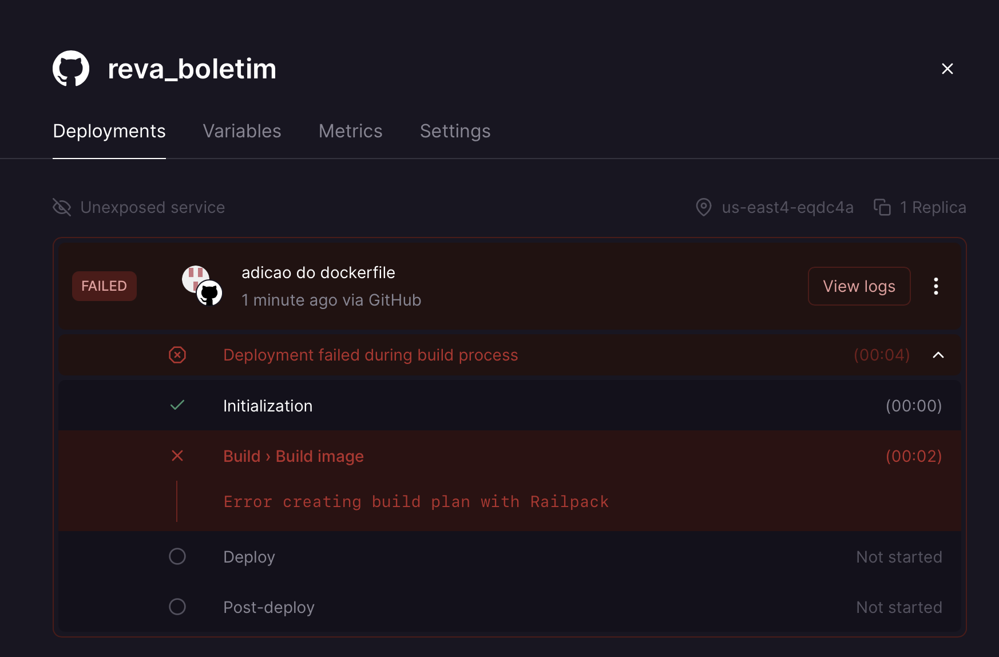 reva_boletim
Deployments Variables Metrics Settings
Unexposed service us-east4-eqdc4a 1 Replica
FAILED adicao do dockerfile View logs
1 minute ago via GitHub
Deployment failed during build process (00:04)
Initialization (00:00)
Build › Build image (00:02)
Error creating build plan with Railpack
Deploy Not started
Post-deploy Not started